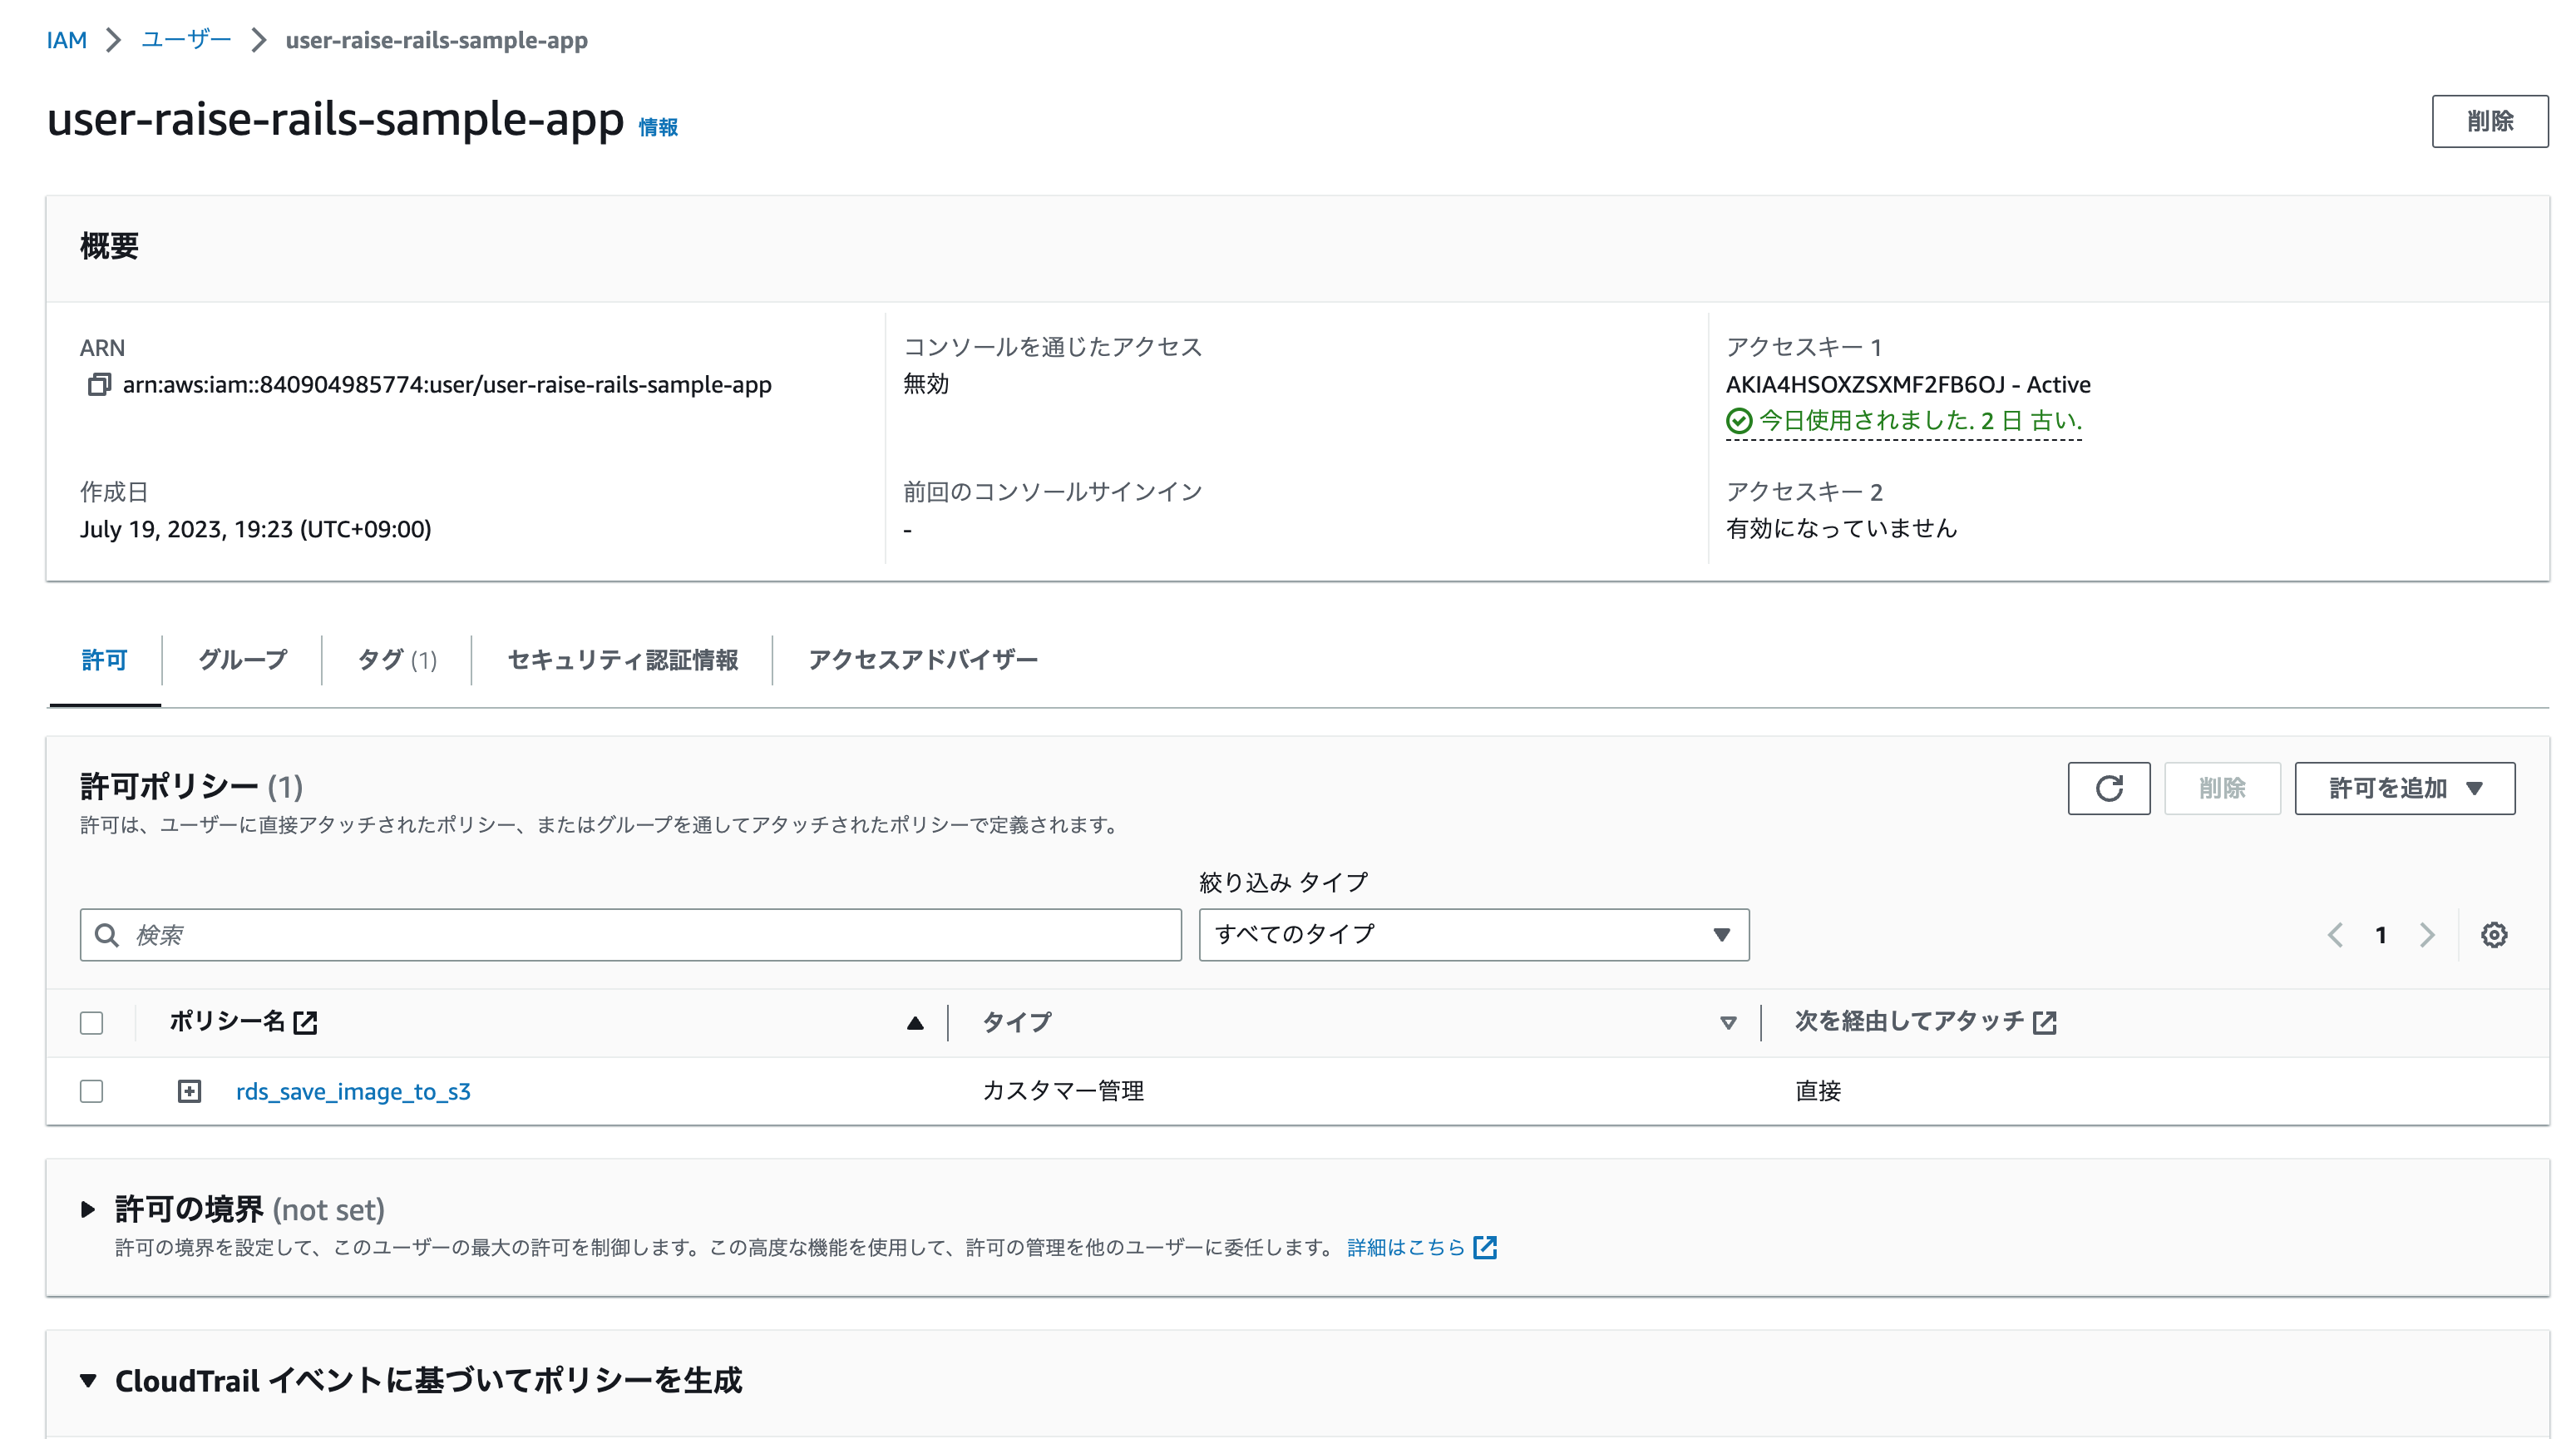 IAM > ユーザー > user-raise-rails-sample-app
user-raise-rails-sample-app 情報
削除
概要
ARN
arn:aws:iam::840904985774:user/user-raise-rails-sample-app
コンソールを通じたアクセス
無効
アクセスキー 1
AKIA4HSOXZSXMF2FB6OJ - Active
今日使用されました. 2 日 古い.
作成日
July 19, 2023, 19:23 (UTC+09:00)
前回のコンソールサインイン
-
アクセスキー 2
有効になっていません
許可 グループ タグ (1) セキュリティ認証情報 アクセスアドバイザー
許可ポリシー (1)
許可は、ユーザーに直接アタッチされたポリシー、またはグループを通してアタッチされたポリシーで定義されます。
削除 許可を追加
絞り込み タイプ
検索 すべてのタイプ 1
ポリシー名 タイプ 次を経由してアタッチ
rds_save_image_to_s3 カスタマー管理 直接
許可の境界 (not set)
許可の境界を設定して、このユーザーの最大の許可を制御します。この高度な機能を使用して、許可の管理を他のユーザーに委任します。 詳細はこちら
CloudTrail イベントに基づいてポリシーを生成